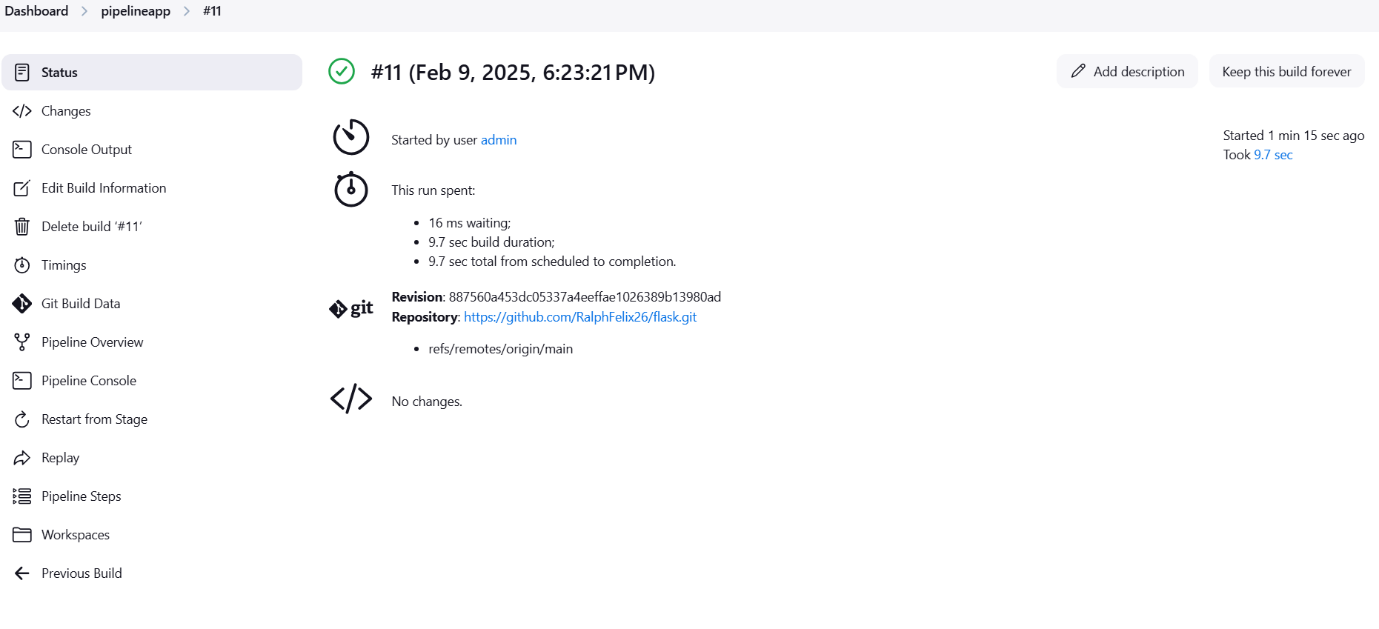 Dashboard > pipelineapp > #11
Status
Changes
Console Output
Edit Build Information
Delete build '#11'
Timings
Git Build Data
Pipeline Overview
Pipeline Console
Restart from Stage
Replay
Pipeline Steps
Workspaces
Previous Build
#11 (Feb 9, 2025, 6:23:21 PM)
Add description
Keep this build forever
Started by user admin
Started 1 min 15 sec ago
Took 9.7 sec
This run spent:
• 16 ms waiting;
• 9.7 sec build duration;
• 9.7 sec total from scheduled to completion.
git
Revision: 887560a453dc05337a4eeffae1026389b13980ad
Repository: https://github.com/RalphFelix26/flask.git
• refs/remotes/origin/main
No changes.